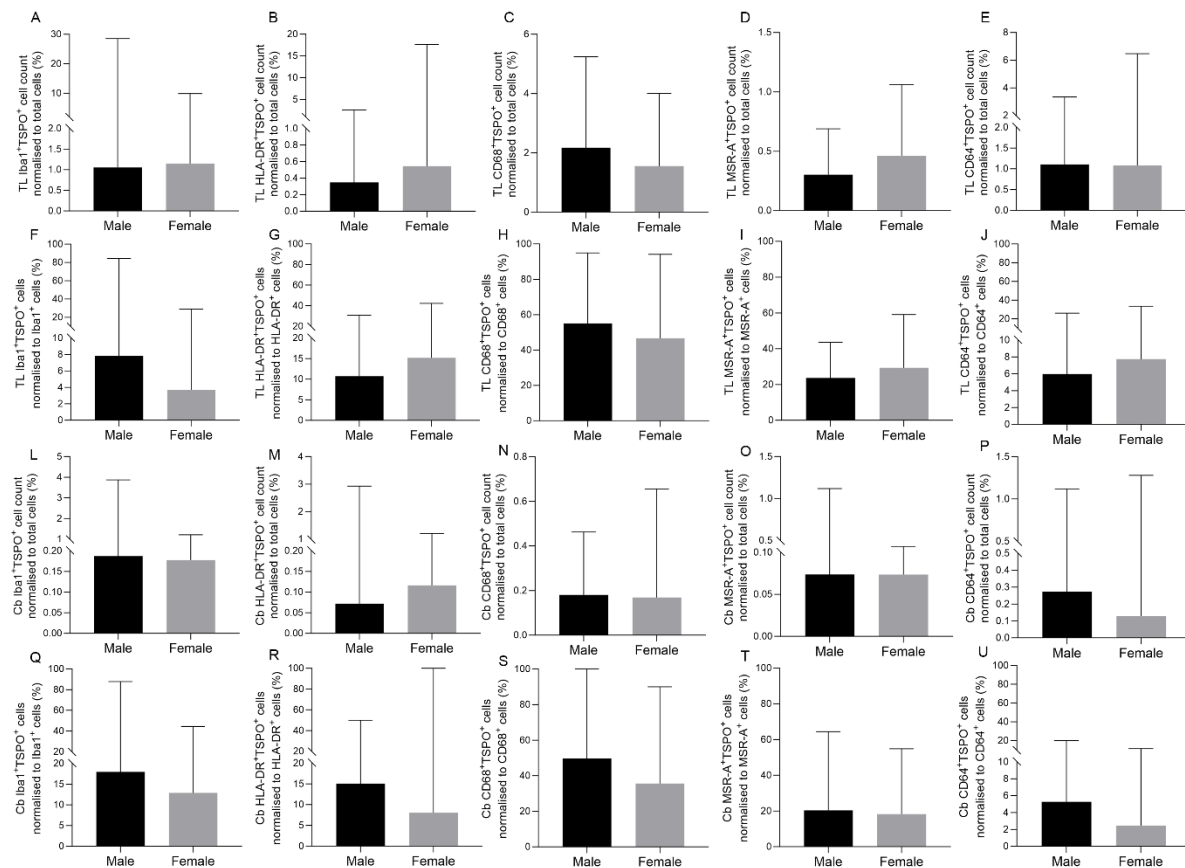 A
TL Iba1+TSPO+ cell count
normalised to total cells (%)
30
20
10
2.0
1.5
1.0
0.5
0.0
Male Female
B
TL HLA-DR+TSPO+ cell count
normalised to total cells (%)
20
15
10
5
1.0
0.8
0.6
0.4
0.2
0.0
Male Female
C
TL CD68+TSPO+ cell count
normalised to total cells (%)
6
4
2
0
Male Female
D
TL MSR-A+TSPO+ cell count
normalised to total cells (%)
1.5
1.0
0.5
0.0
Male Female
E
TL CD64+TSPO+ cell count
normalised to total cells (%)
8
6
4
2
2.0
1.5
1.0
0.5
0.0
Male Female
F
TL Iba1+TSPO+ cells
normalised to Iba1+ cells (%)
100
80
60
40
20
10
8
6
4
2
0
Male Female
G
TL HLA-DR+TSPO+ cells
normalised to HLA-DR+ cells (%)
100
80
60
40
20
15
10
5
0
Male Female
H
TL CD68+TSPO+ cells
normalised to CD68+ cells (%)
100
80
60
40
20
0
Male Female
I
TL MSR-A+TSPO+ cells
normalised to MSR-A+ cells (%)
100
80
60
40
20
0
Male Female
J
TL CD64+TSPO+ cells
normalised to CD64+ cells (%)
100
80
60
40
20
10
8
6
4
2
0
Male Female
L
Cb Iba1+TSPO+ cell count
normalised to total cells (%)
5
4
3
2
1
0.20
0.15
0.10
0.05
0.00
Male Female
M
Cb HLA-DR+TSPO+ cell count
normalised to total cells (%)
4
3
2
1
0.20
0.15
0.10
0.05
0.00
Male Female
N
Cb CD68+TSPO+ cell count
normalised to total cells (%)
0.8
0.6
0.4
0.2
0.0
Male Female
O
Cb MSR-A+TSPO+ cell count
normalised to total cells (%)
1.5
1.0
0.5
0.10
0.05
0.00
Male Female
P
Cb CD64+TSPO+ cell count
normalised to total cells (%)
1.5
1.0
0.5
0.5
0.4
0.3
0.2
0.1
0.0
Male Female
Q
Cb Iba1+TSPO+ cells
normalised to Iba1+ cells (%)
100
80
60
40
20
20
15
10
5
0
Male Female
R
Cb HLA-DR+TSPO+ cells
normalised to HLA-DR+ cells (%)
100
80
60
40
20
20
15
10
5
0
Male Female
S
Cb CD68+TSPO+ cells
normalised to CD68+ cells (%)
100
80
60
40
20
0
Male Female
T
Cb MSR-A+TSPO+ cells
normalised to MSR-A+ cells (%)
100
80
60
40
20
0
Male Female
U
Cb CD64+TSPO+ cells
normalised to CD64+ cells (%)
100
80
60
40
20
10
8
6
4
2
0
Male Female